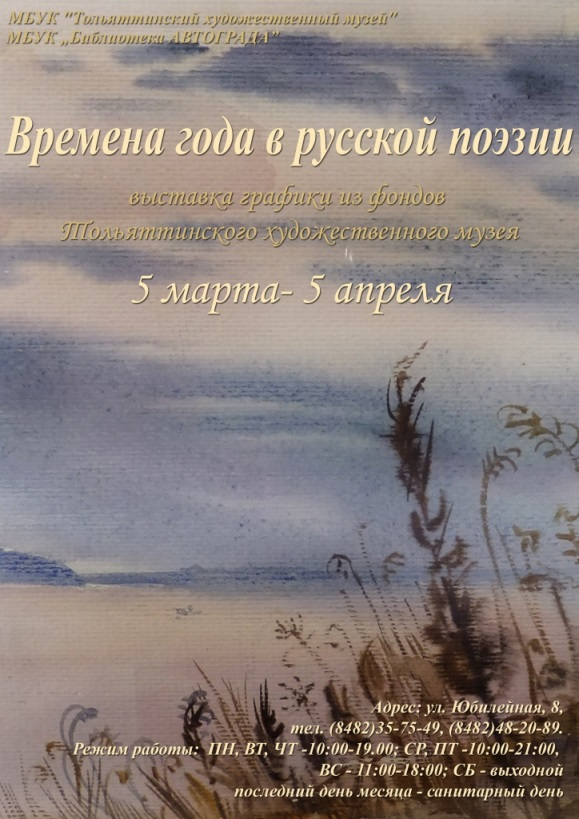 МБУК "Тольяттинский художественный музей"
МБУК „Библиотека АВТОГРАДА”
Времена года в русской поэзии
выставка графики из фондов
Тольяттинского художественного музея
5 марта- 5 апреля
Адрес: ул. Юбилейная, 8,
тел. (8482)35-75-49, (8482)48-20-89.
Режим работы: ПН, ВТ, ЧТ -10:00-19.00; СР, ПТ -10:00-21:00,
ВС - 11:00-18:00; СБ - выходной
последний день месяца - санитарный день